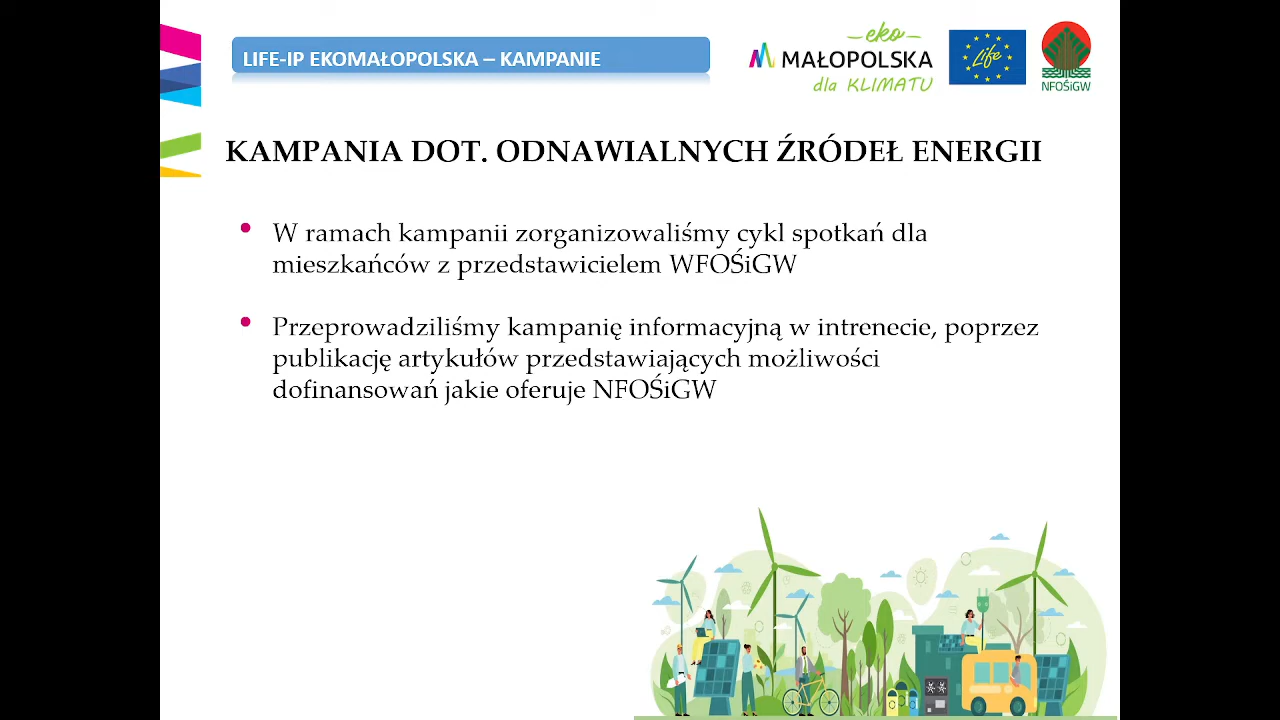 LIFE-IP EKOMAŁOPOLSKA – KAMPANIE
eko
MAŁOPOLSKA
dla KLIMATU
Life
NFOŚiGW
KAMPANIA DOT. ODNAWIALNYCH ŹRÓDEŁ ENERGII
• W ramach kampanii zorganizowaliśmy cykl spotkań dla
mieszkańców z przedstawicielem WFOŚiGW
• Przeprowadziliśmy kampanię informacyjną w intrenecie, poprzez
publikację artykułów przedstawiających możliwości
dofinansowań jakie oferuje NFOŚiGW